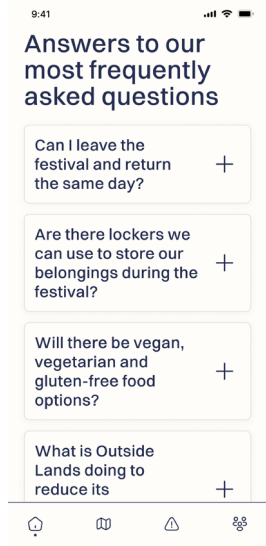 9:41
Answers to our
most frequently
asked questions
Can I leave the
festival and return
the same day?
Are there lockers we
can use to store our
belongings during the
festival?
Will there be vegan,
vegetarian and
gluten-free food
options?
What is Outside
Lands doing to
reduce its